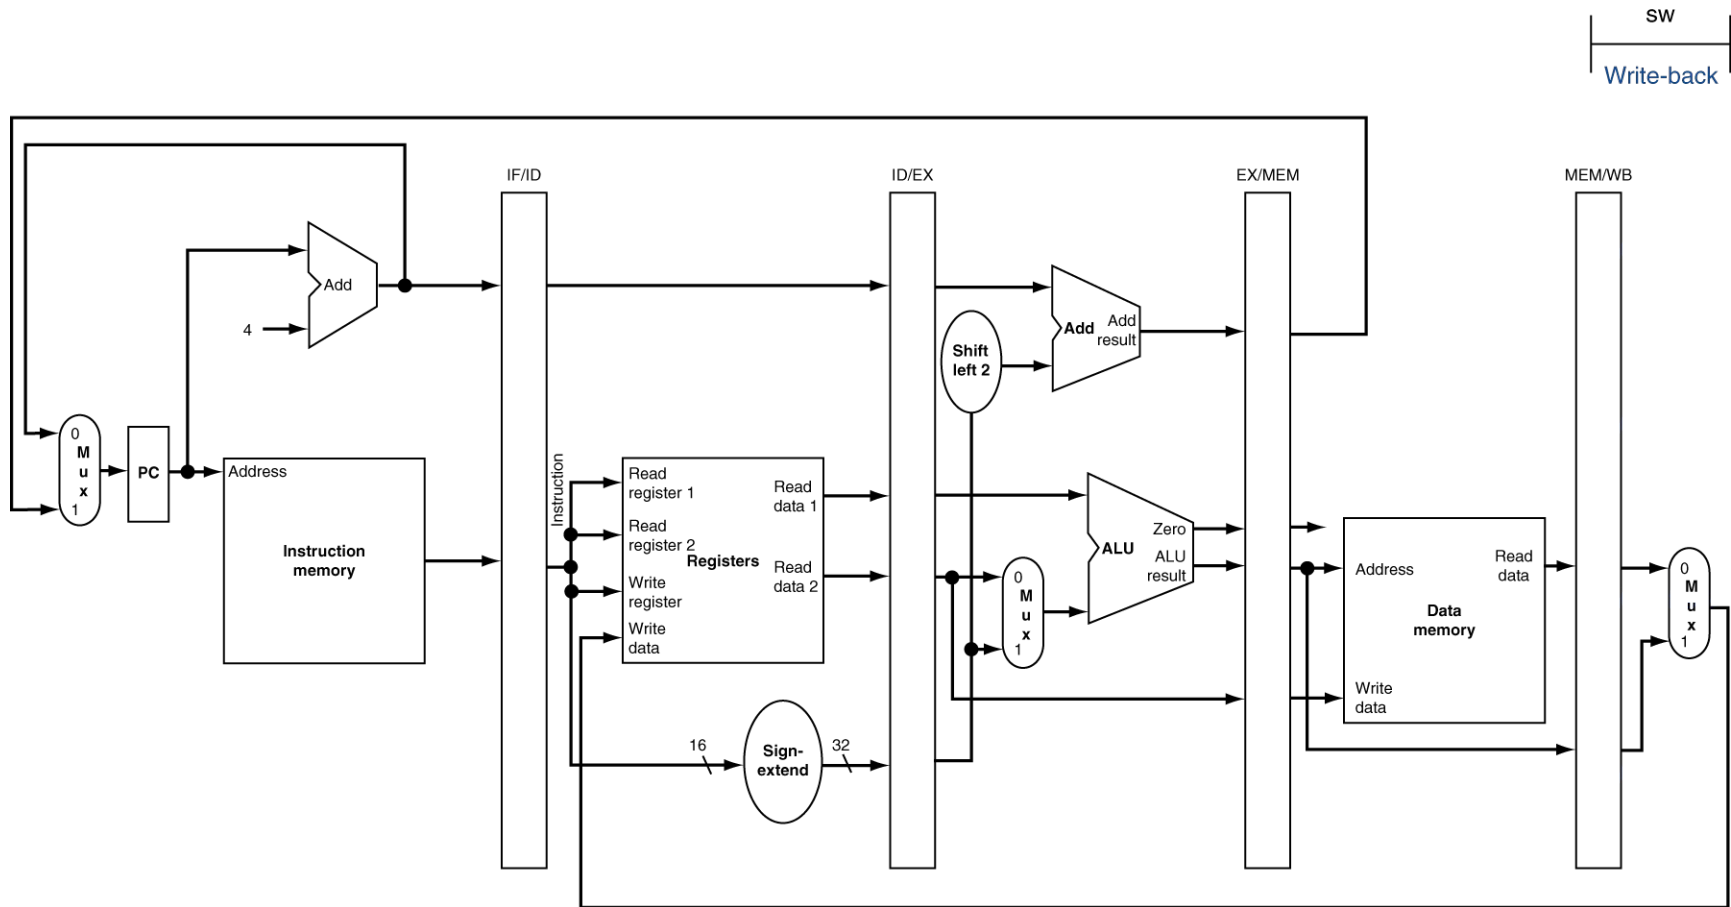 SW
Write-back
IF/ID
ID/EX
EX/MEM
MEM/WB
Add
4
Add
Add
result
Shift
left 2
0
M
u
x
1
PC
Address
Instruction
memory
Instruction
Read
register 1
Read
register 2
Write
register
Write
data
Registers
Read
data 1
Read
data 2
16
Sign-
extend
32
0
M
u
x
1
ALU
Zero
ALU
result
Address
Read
data
Data
memory
Write
data
0
M
u
x
1